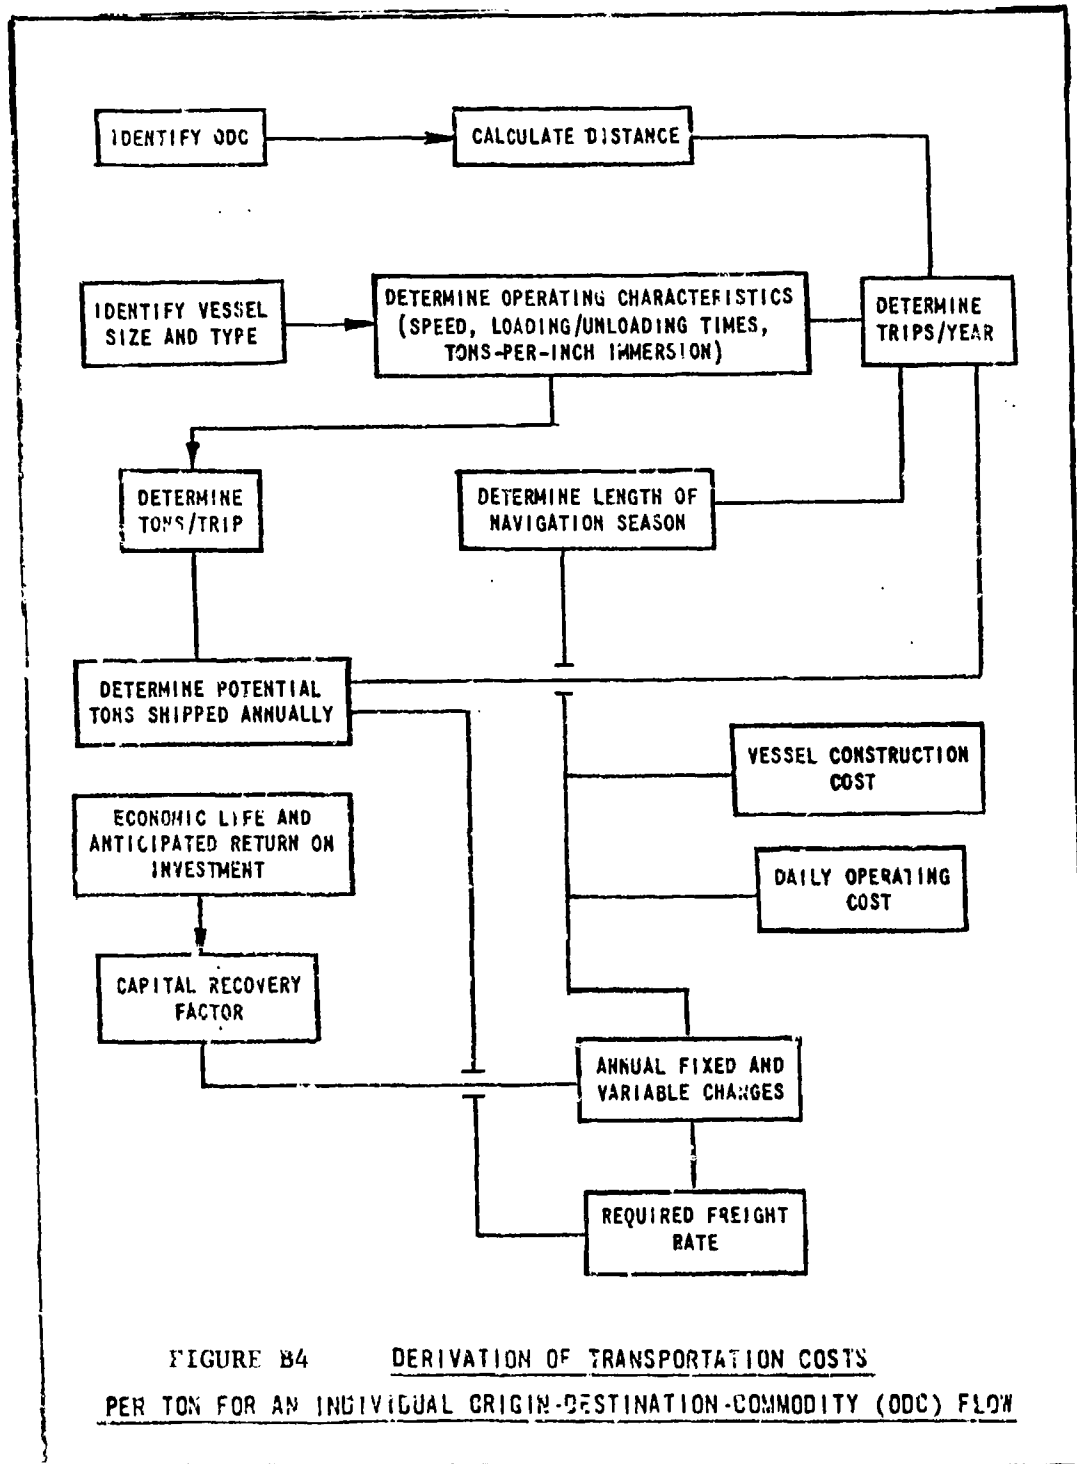 IDENTIFY ODC
CALCULATE DISTANCE
IDENTIFY VESSEL
SIZE AND TYPE
DETERMINE OPERATING CHARACTERISTICS
(SPEED, LOADING/UNLOADING TIMES,
TONS-PER-INCH IMMERSION)
DETERMINE
TRIPS/YEAR
DETERMINE
TONS/TRIP
DETERMINE LENGTH OF
NAVIGATION SEASON
DETERMINE POTENTIAL
TONS SHIPPED ANNUALLY
VESSEL CONSTRUCTION
COST
ECONOMIC LIFE AND
ANTICIPATED RETURN ON
INVESTMENT
DAILY OPERATING
COST
CAPITAL RECOVERY
FACTOR
ANNUAL FIXED AND
VARIABLE CHANGES
REQUIRED FREIGHT
RATE
FIGURE B4 DERIVATION OF TRANSPORTATION COSTS
PER TON FOR AN INDIVIDUAL ORIGIN-DESTINATION-COMMODITY (ODC) FLOW